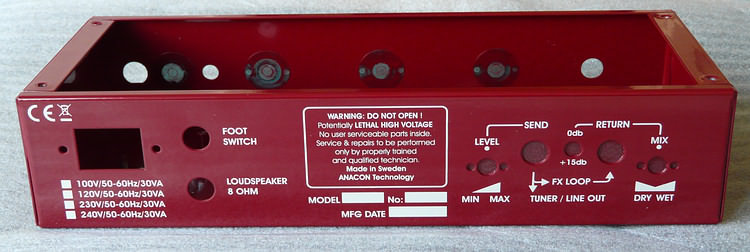 CE
FOOT
SWITCH
LOUDSPEAKER
8 OHM
100V/50-60Hz/30VA
120V/50-60Hz/30VA
230V/50-60Hz/30VA
240V/50-60Hz/30VA
WARNING: DO NOT OPEN !
Potentially LETHAL HIGH VOLTAGE
No user serviceable parts inside.
Service & repairs to be performed
only by properly trained
and qualified technician.
Made in Sweden
ANACON Technology
MODEL No:
MFG DATE
SEND RETURN
LEVEL 0db MIX
+15db
FX LOOP
MIN MAX TUNER / LINE OUT DRY WET